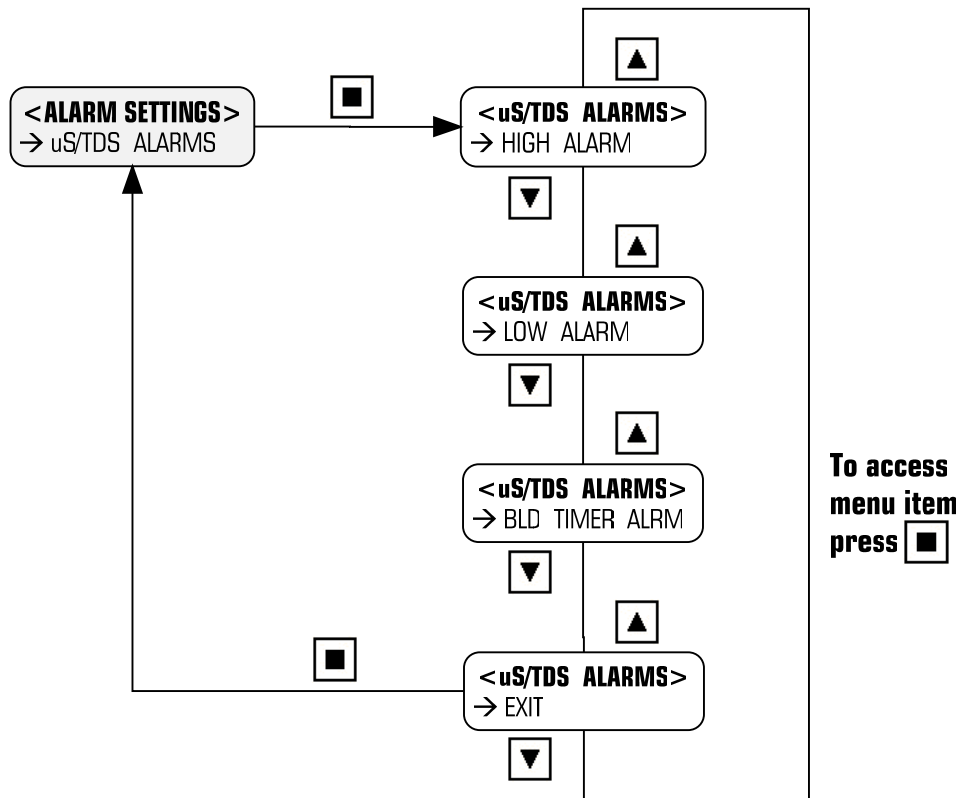 <ALARM SETTINGS>
→ uS/TDS ALARMS
<uS/TDS ALARMS>
→ HIGH ALARM
<uS/TDS ALARMS>
→ LOW ALARM
<uS/TDS ALARMS>
→ BLD TIMER ALRM
<uS/TDS ALARMS>
→ EXIT
To access
menu item
press